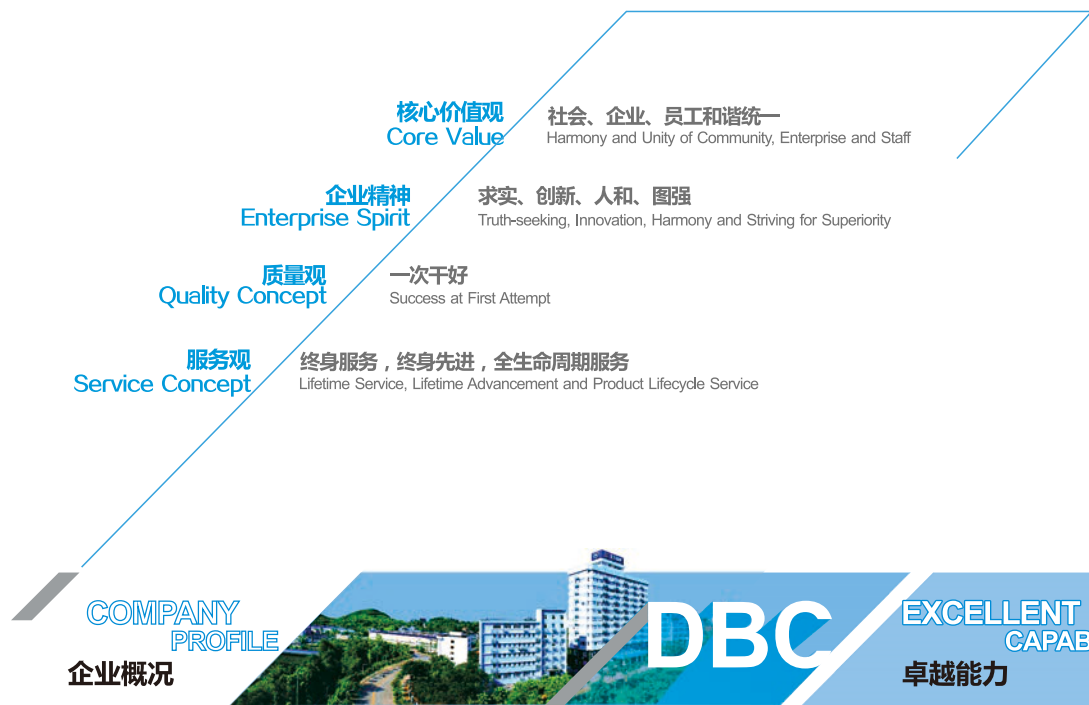 核心价值观
Core Value
社会、企业、员工和谐统一
Harmony and Unity of Community, Enterprise and Staff
企业精神
Enterprise Spirit
求实、创新、人和、图强
Truth-seeking, Innovation, Harmony and Striving for Superiority
质量观
Quality Concept
一次干好
Success at First Attempt
服务观
Service Concept
终身服务，终身先进，全生命周期服务
Lifetime Service, Lifetime Advancement and Product Lifecycle Service
COMPANY
PROFILE
企业概况
DBC
EXCELLENT
CAPAB
卓越能力